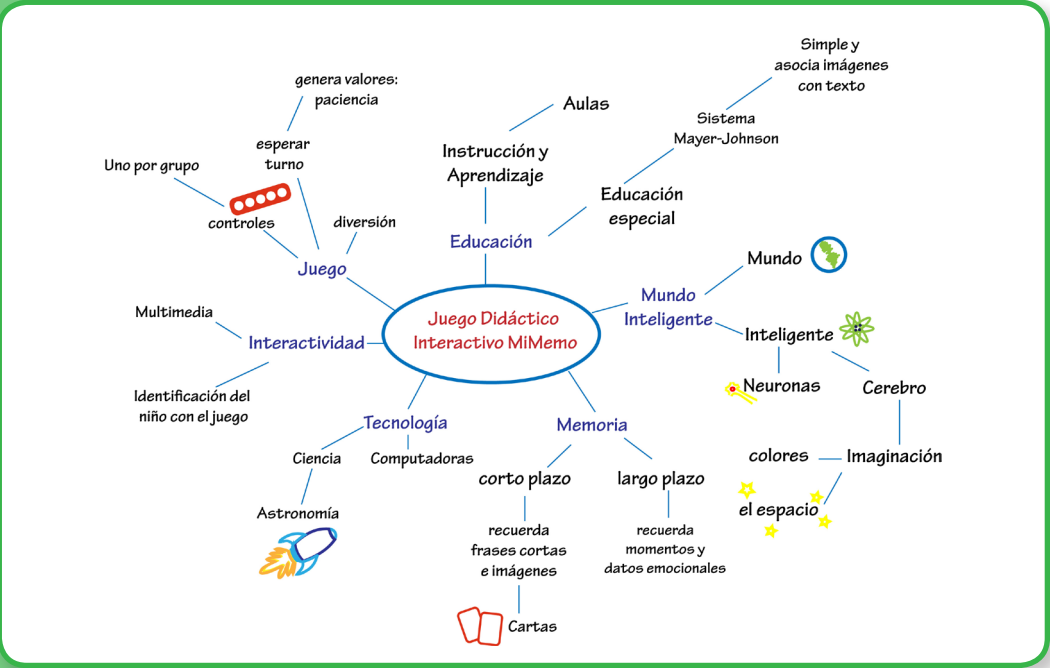 Simple y
asocia imágenes
con texto
genera valores:
paciencia
Aulas
Sistema
Mayer-Johnson
esperar
turno
Instrucción y
Aprendizaje
Uno por grupo
Educación
especial
controles
diversión
Educación
Mundo
Juego
Mundo
Inteligente
Multimedia
Juego Didáctico
Interactivo MiMemo
Inteligente
Interactividad
Neuronas
Cerebro
Identificación del
niño con el juego
Tecnología
Memoria
Ciencia
Computadoras
colores
Imaginación
corto plazo
largo plazo
Astronomía
el espacio
recuerda
frases cortas
e imágenes
recuerda
momentos y
datos emocionales
Cartas